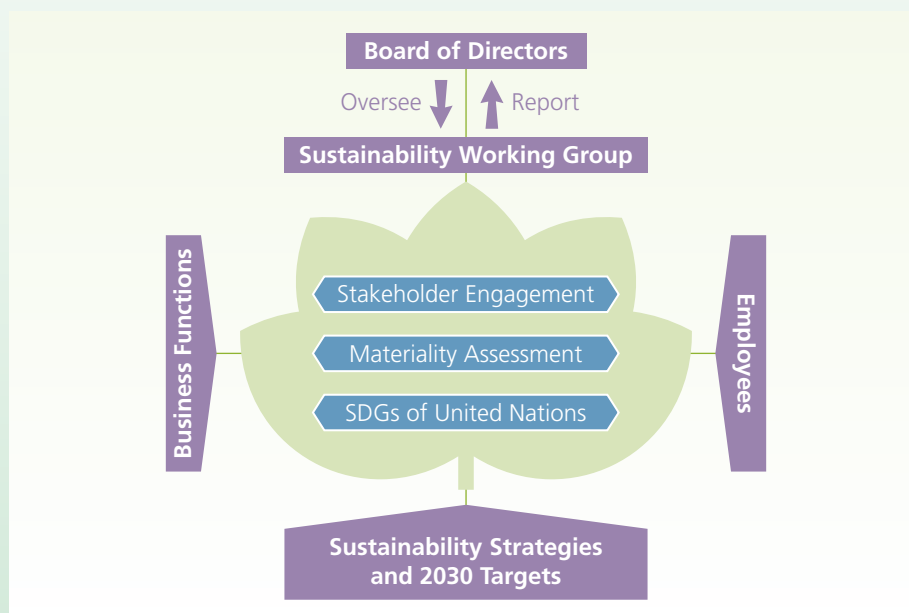 Board of Directors
Oversee
Report
Sustainability Working Group
Business Functions
Stakeholder Engagement
Materiality Assessment
SDGs of United Nations
Employees
Sustainability Strategies
and 2030 Targets